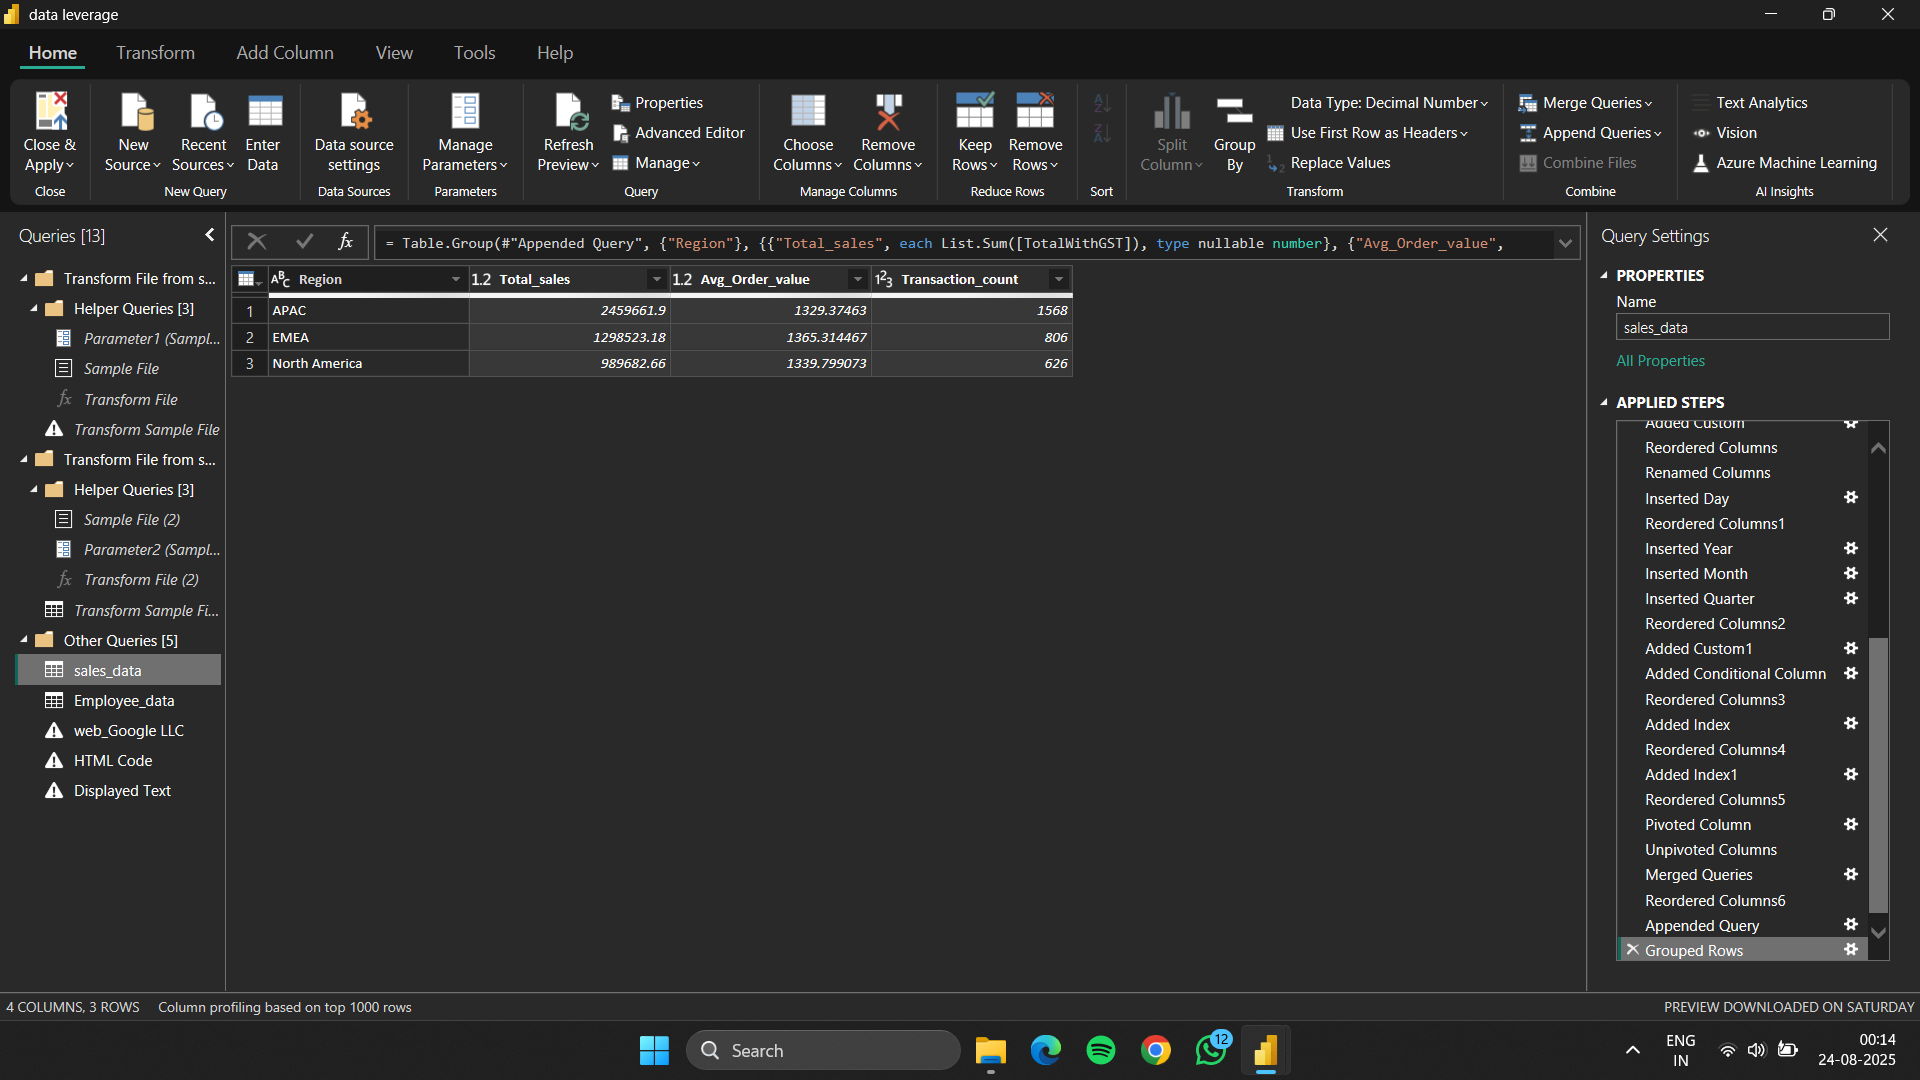 data leverage
Home Transform Add Column View Tools Help
Close & Apply
Close
New Source
Recent Sources
Enter Data
New Query
Data source settings
Data Sources
Manage Parameters
Parameters
Refresh Preview
Properties
Advanced Editor
Manage
Query
Choose Columns
Remove Columns
Manage Columns
Keep Rows
Remove Rows
Reduce Rows
Sort
Split Column
Group By
Data Type: Decimal Number
Use First Row as Headers
Replace Values
Transform
Merge Queries
Append Queries
Combine Files
Combine
Text Analytics
Vision
Azure Machine Learning
AI Insights
Queries [13]
Transform File from s...
Helper Queries [3]
Parameter1 (Sampl...
Sample File
Transform File
Transform Sample File
Transform File from s...
Helper Queries [3]
Sample File (2)
Parameter2 (Sampl...
Transform File (2)
Transform Sample Fi...
Other Queries [5]
sales_data
Employee_data
web_Google LLC
HTML Code
Displayed Text
fx = Table.Group(#"Appended Query", {"Region"}, {{"Total_sales", each List.Sum([TotalWithGST]), type nullable number}, {"Avg_Order_value",
ABC Region 1.2 Total_sales 1.2 Avg_Order_value 123 Transaction_count
1 APAC 2459661.9 1329.37463 1568
2 EMEA 1298523.18 1365.314467 806
3 North America 989682.66 1339.799073 626
Query Settings
PROPERTIES
Name
sales_data
All Properties
APPLIED STEPS
Added Custom
Reordered Columns
Renamed Columns
Inserted Day
Reordered Columns1
Inserted Year
Inserted Month
Inserted Quarter
Reordered Columns2
Added Custom1
Added Conditional Column
Reordered Columns3
Added Index
Reordered Columns4
Added Index1
Reordered Columns5
Pivoted Column
Unpivoted Columns
Merged Queries
Reordered Columns6
Appended Query
Grouped Rows
4 COLUMNS, 3 ROWS Column profiling based on top 1000 rows PREVIEW DOWNLOADED ON SATURDAY
Search
12
ENG
IN
00:14
24-08-2025